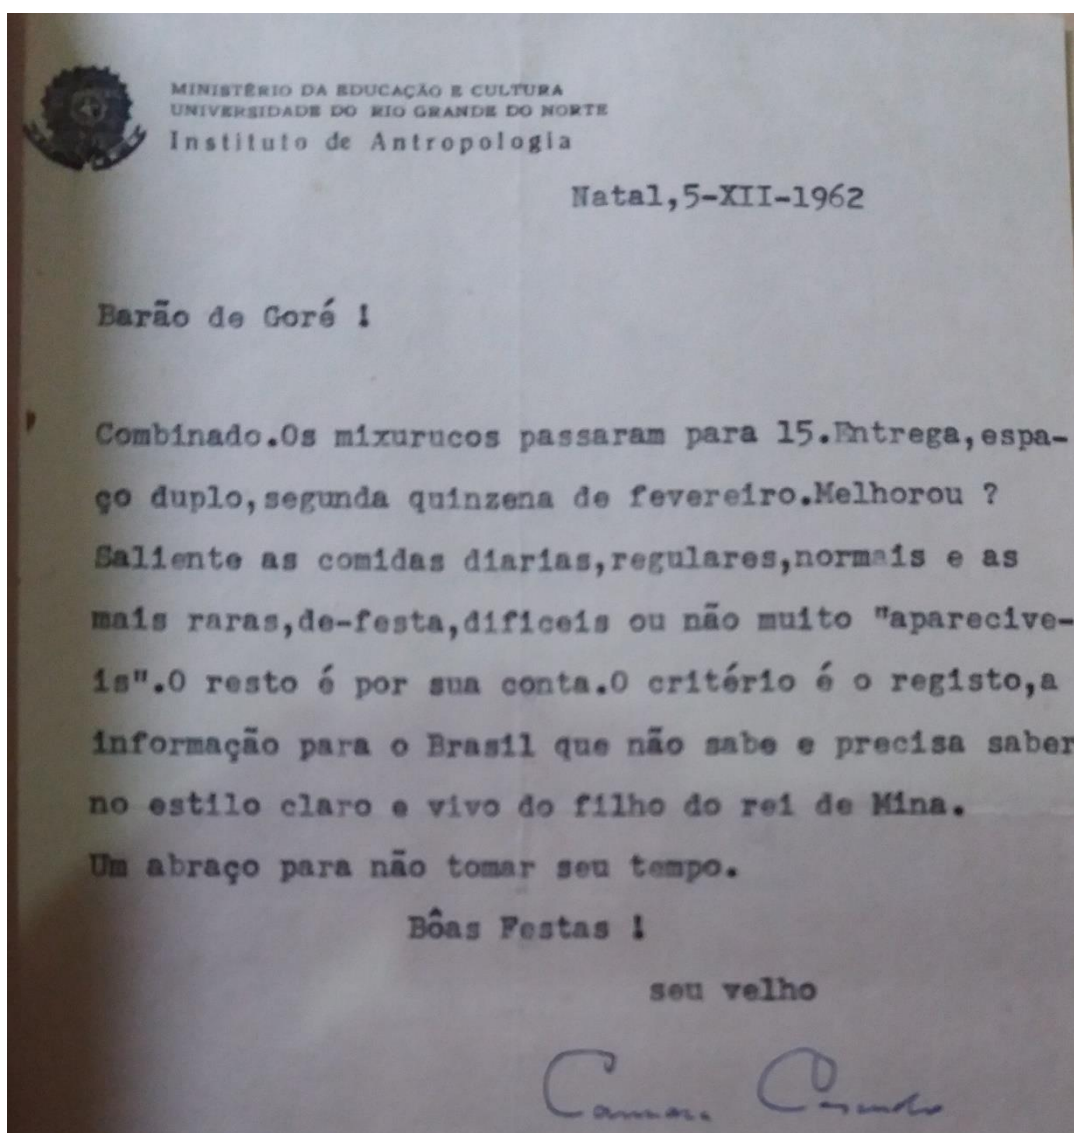 MINISTÉRIO DA EDUCAÇÃO E CULTURA
UNIVERSIDADE DO RIO GRANDE DO NORTE
Instituto de Antropologia
Natal,5-XII-1962
Barão de Goré !
Combinado.Os mixurucos passaram para 15.Entrega,espa-
ço duplo,segunda quinzena de fevereiro.Melhorou ?
Saliente as comidas diarias,regulares,normais e as
mais raras,de-festa,dificeis ou não muito "aparecive-
is".O resto é por sua conta.O critério é o registo,a
informação para o Brasil que não sabe e precisa saber
no estilo claro e vivo do filho do rei de Mina.
Um abraço para não tomar seu tempo.
Bôas Festas !
seu velho
Camara Cascudo